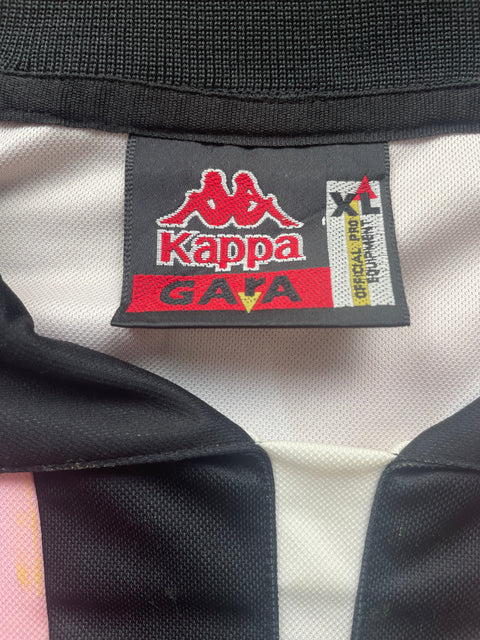 Kappa
GARA
XL
OFFICIAL PRO
EQUIPMENT